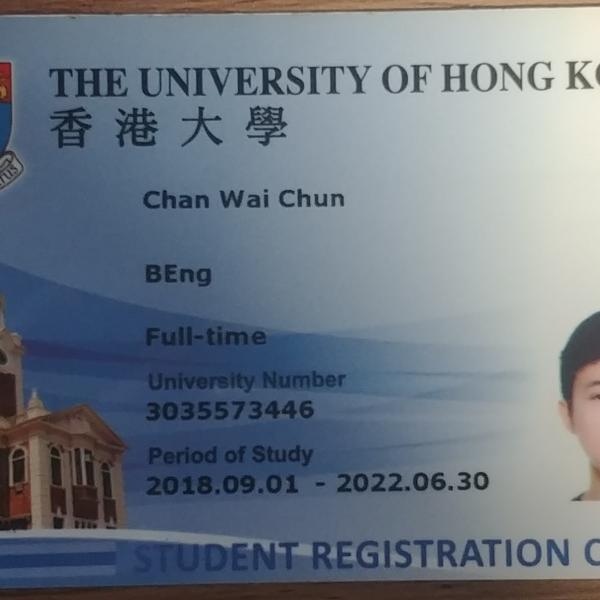 THE UNIVERSITY OF HONG
香港大學
Chan Wai Chun
BEng
Full-time
University Number
3035573446
Period of Study
2018.09.01 - 2022.06.30
STUDENT REGISTRATION